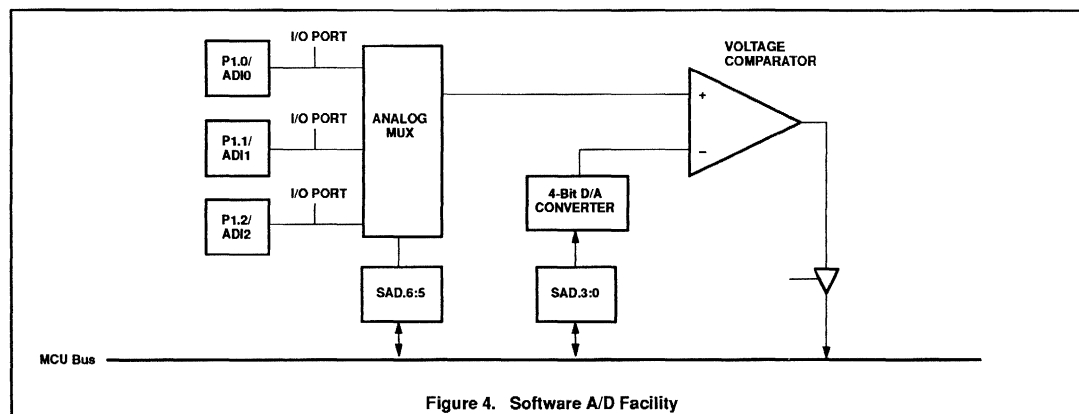 I/O PORT
P1.0/
ADI0
I/O PORT
P1.1/
ADI1
I/O PORT
P1.2/
ADI2
ANALOG
MUX
SAD.6:5
VOLTAGE
COMPARATOR
+
–
4-Bit D/A
CONVERTER
SAD.3:0
MCU Bus
Figure 4. Software A/D Facility